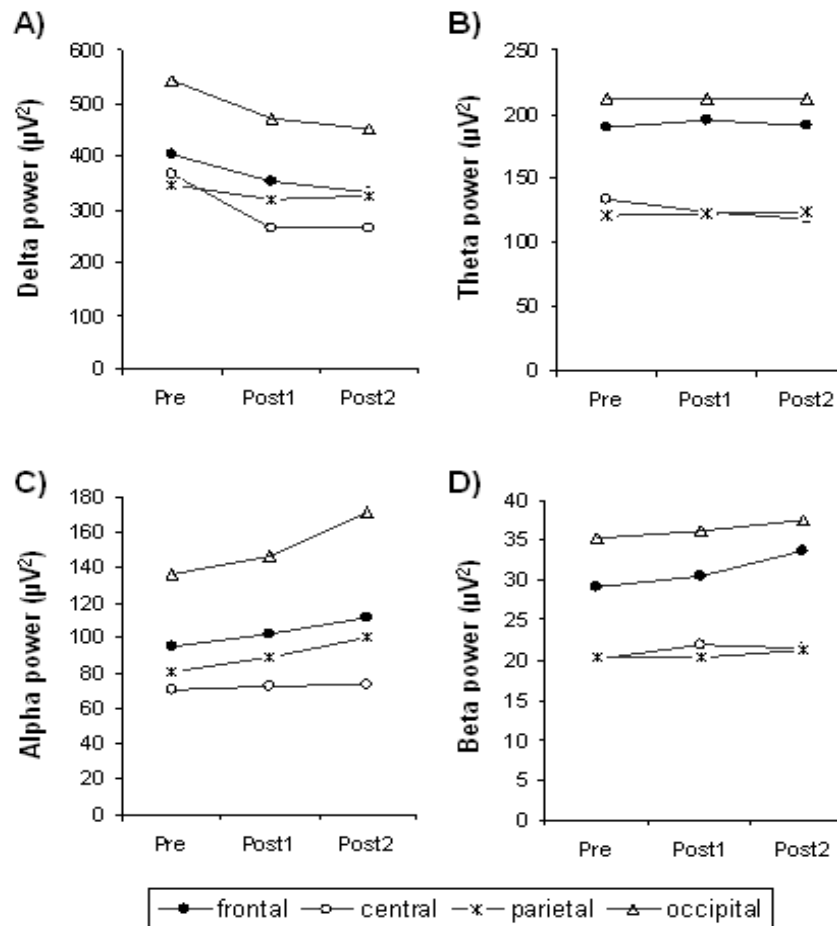 A)
Delta power (µV²)
600
500
400
300
200
100
0
Pre Post1 Post2
B)
Theta power (µV²)
250
200
150
100
50
0
Pre Post1 Post2
C)
Alpha power (µV²)
180
160
140
120
100
80
60
40
20
0
Pre Post1 Post2
D)
Beta power (µV²)
40
35
30
25
20
15
10
5
0
Pre Post1 Post2
frontal central parietal occipital